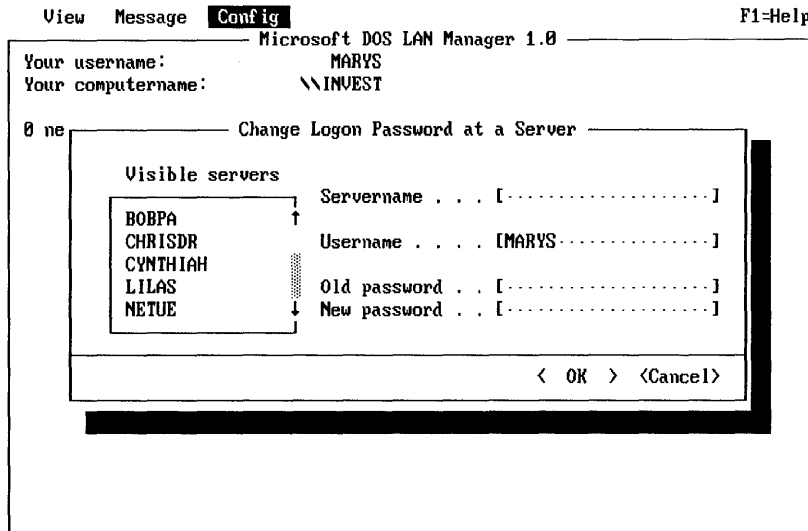 View Message Config F1=Help
Microsoft DOS LAN Manager 1.0
Your username: MARYS
Your computername: \\INVEST
0 ne
Change Logon Password at a Server
Visible servers
Servername . . . [...................]
BOBPA
CHRISDR Username . . . . [MARYS...............]
CYNTHIAH
LILAS Old password . . [...................]
NETUE New password . . [...................]
< OK > <Cancel>